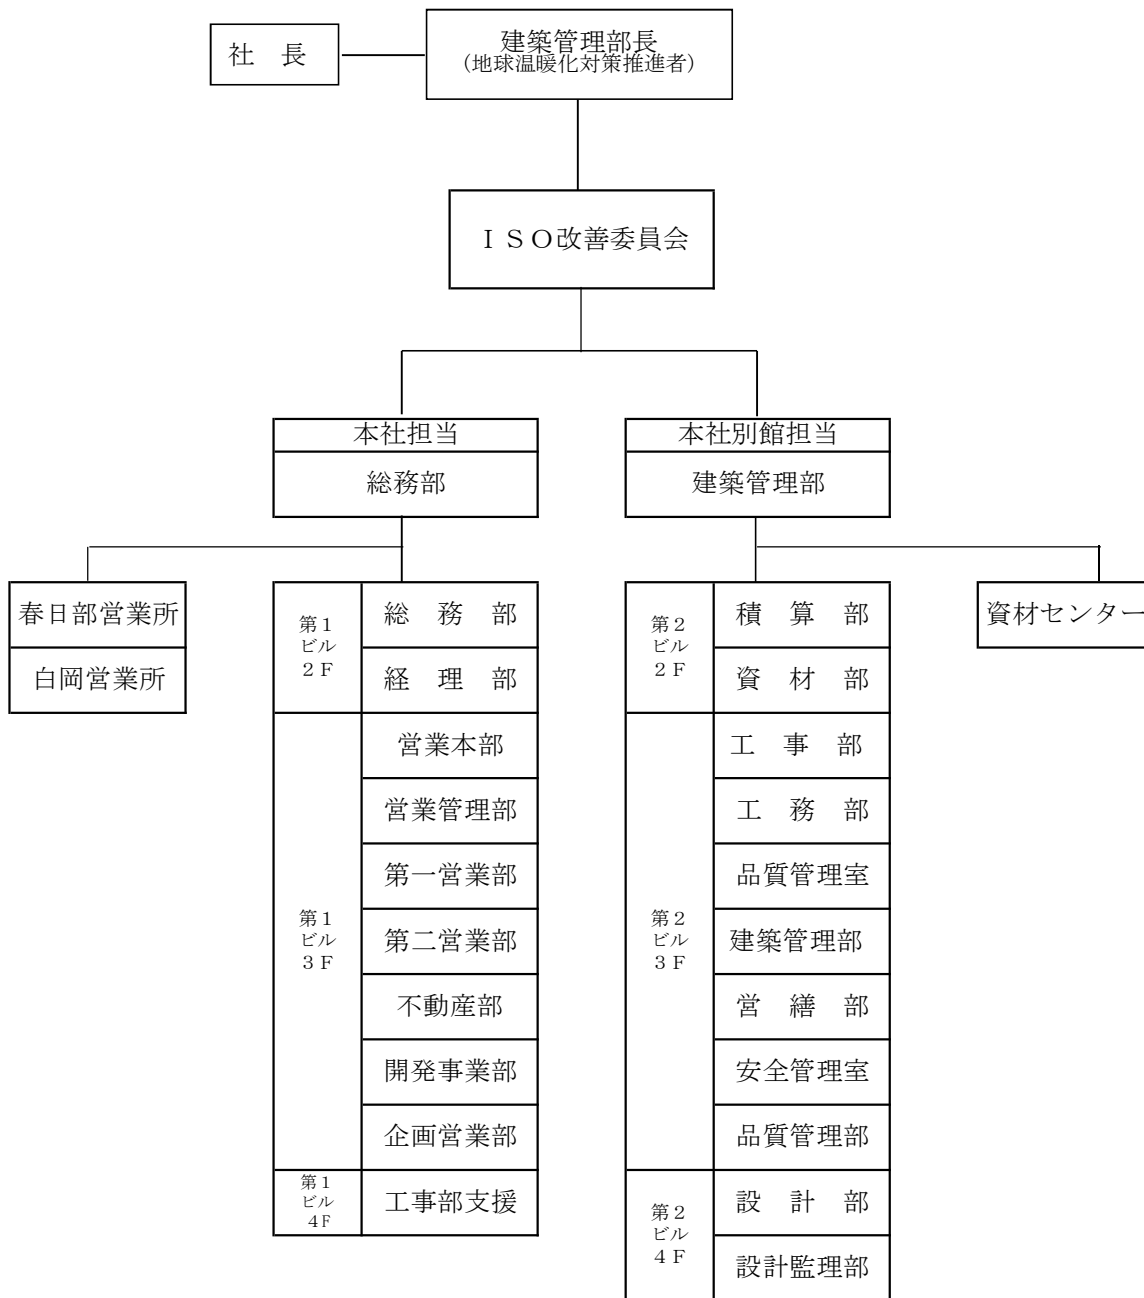 社　長
建築管理部長
(地球温暖化対策推進者)
ＩＳＯ改善委員会
本社担当
総務部
本社別館担当
建築管理部
春日部営業所
白岡営業所
第１
ビル
２Ｆ
総　務　部
経　理　部
第１
ビル
３Ｆ
営業本部
営業管理部
第一営業部
第二営業部
不動産部
開発事業部
企画営業部
第１
ビル
４F
工事部支援
第２
ビル
２Ｆ
積　算　部
資　材　部
第２
ビル
３Ｆ
工　事　部
工　務　部
品質管理室
建築管理部
営　繕　部
安全管理室
品質管理部
第２
ビル
４Ｆ
設　計　部
設計監理部
資材センター